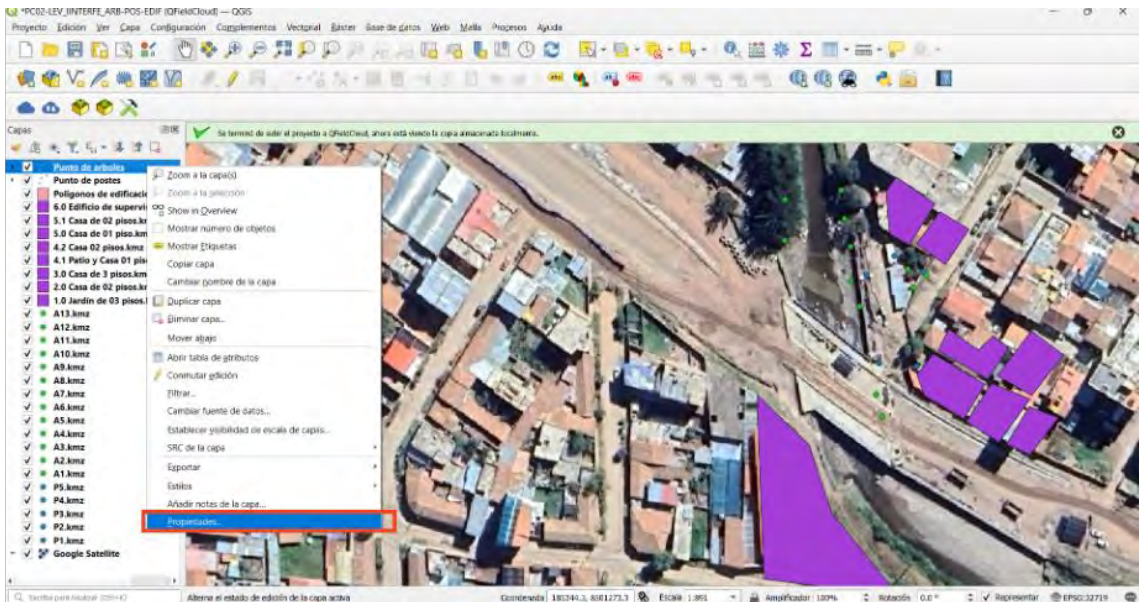 *PC02-LEV_IINTERFE_ARB-POS-EDIF (QFieldCloud) — QGIS
Proyecto Edición Ver Capa Configuración Complementos Vectorial Ráster Base de datos Web Malla Procesos Ayuda
Capas
Se terminó de subir el proyecto a QFieldCloud, ahora está viendo la copia almacenada localmente.
Punto de arboles
Punto de postes
Poligonos de edificacio
6.0 Edificio de supervi
5.1 Casa de 02 pisos.k
5.0 Casa de 01 piso.km
4.2 Casa 02 pisos.kmz
4.1 Patio y Casa 01 pis
3.0 Casa de 3 pisos.km
2.0 Casa de 02 pisos.k
1.0 Jardín de 03 pisos.
A13.kmz
A12.kmz
A11.kmz
A10.kmz
A9.kmz
A8.kmz
A7.kmz
A6.kmz
A5.kmz
A4.kmz
A3.kmz
A2.kmz
A1.kmz
P5.kmz
P4.kmz
P3.kmz
P2.kmz
P1.kmz
Google Satellite
Zoom a la capa(s)
Zoom a la selección
Show in Overview
Mostrar número de objetos
Mostrar Etiquetas
Copiar capa
Cambiar nombre de la capa
Duplicar capa
Eliminar capa...
Mover abajo
Abrir tabla de atributos
Conmutar edición
Filtrar...
Cambiar fuente de datos...
Establecer visibilidad de escala de capas...
SRC de la capa
Exportar
Estilos
Añadir notas de la capa...
Propiedades...
Escriba para localizar (Ctrl+K)
Alterna el estado de edición de la capa activa
Coordenada
Escala 1:891
Amplificador 100%
Rotación 0.0 °
Representar
EPSG:32719